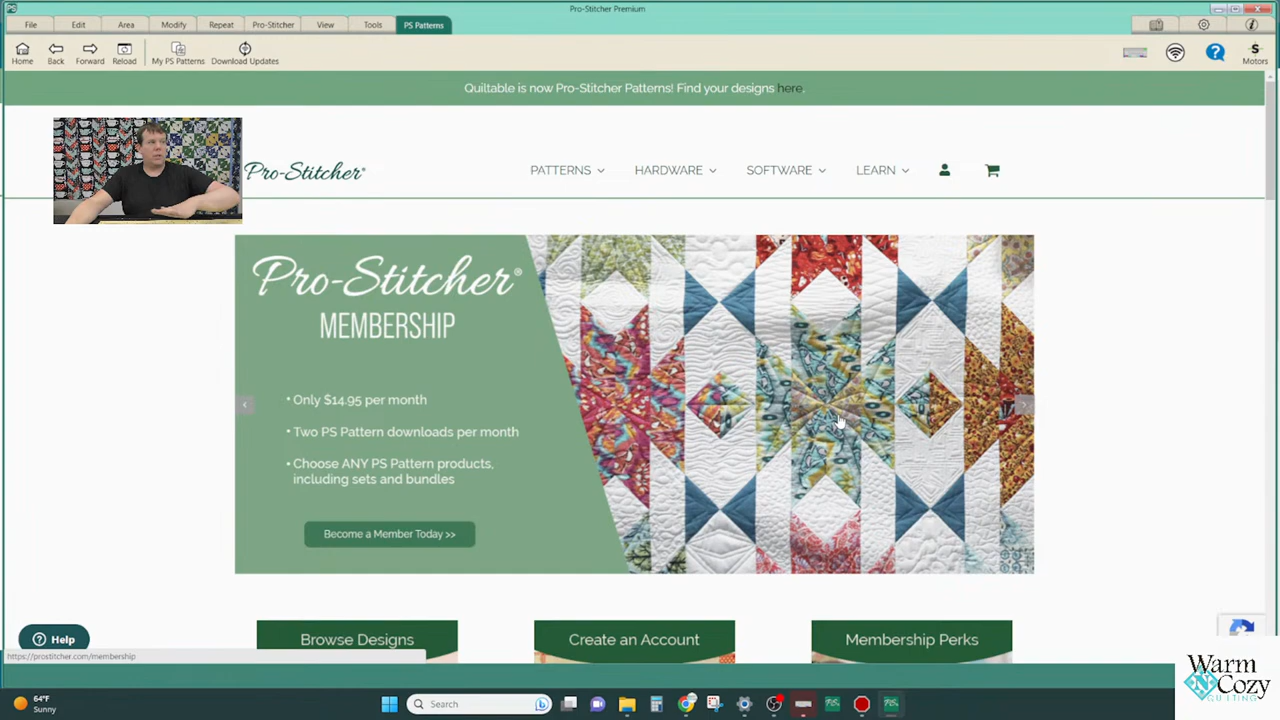 Pro-Stitcher Premium
File Edit Area Modify Repeat Pro-Stitcher View Tools PS Patterns
Home Back Forward Reload My PS Patterns Download Updates Motors
Quiltable is now Pro-Stitcher Patterns! Find your designs here.
Pro-Stitcher® PATTERNS HARDWARE SOFTWARE LEARN
Pro-Stitcher®
MEMBERSHIP
• Only $14.95 per month
• Two PS Pattern downloads per month
• Choose ANY PS Pattern products,
including sets and bundles
Become a Member Today >>
Browse Designs Create an Account Membership Perks
Help
https://prostitcher.com/membership
64°F
Sunny
Search
Warm
N
Cozy
QUILTING